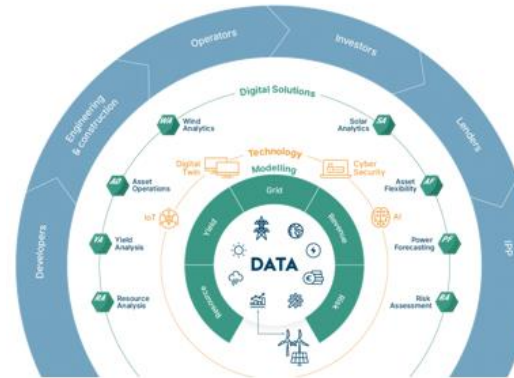 Developers
Engineering
& construction
Operators
Investors
Lenders
IPP
Digital Solutions
WA
Wind
Analytics
SA
Solar
Analytics
AO
Asset
Operations
AF
Asset
Flexibility
YA
Yield
Analysis
PF
Power
Forecasting
RA
Resource
Analysis
RA
Risk
Assessment
Technology
Digital
Twin
Cyber
Security
IoT
AI
Modelling
Resource
Yield
Grid
Revenue
Risk
DATA